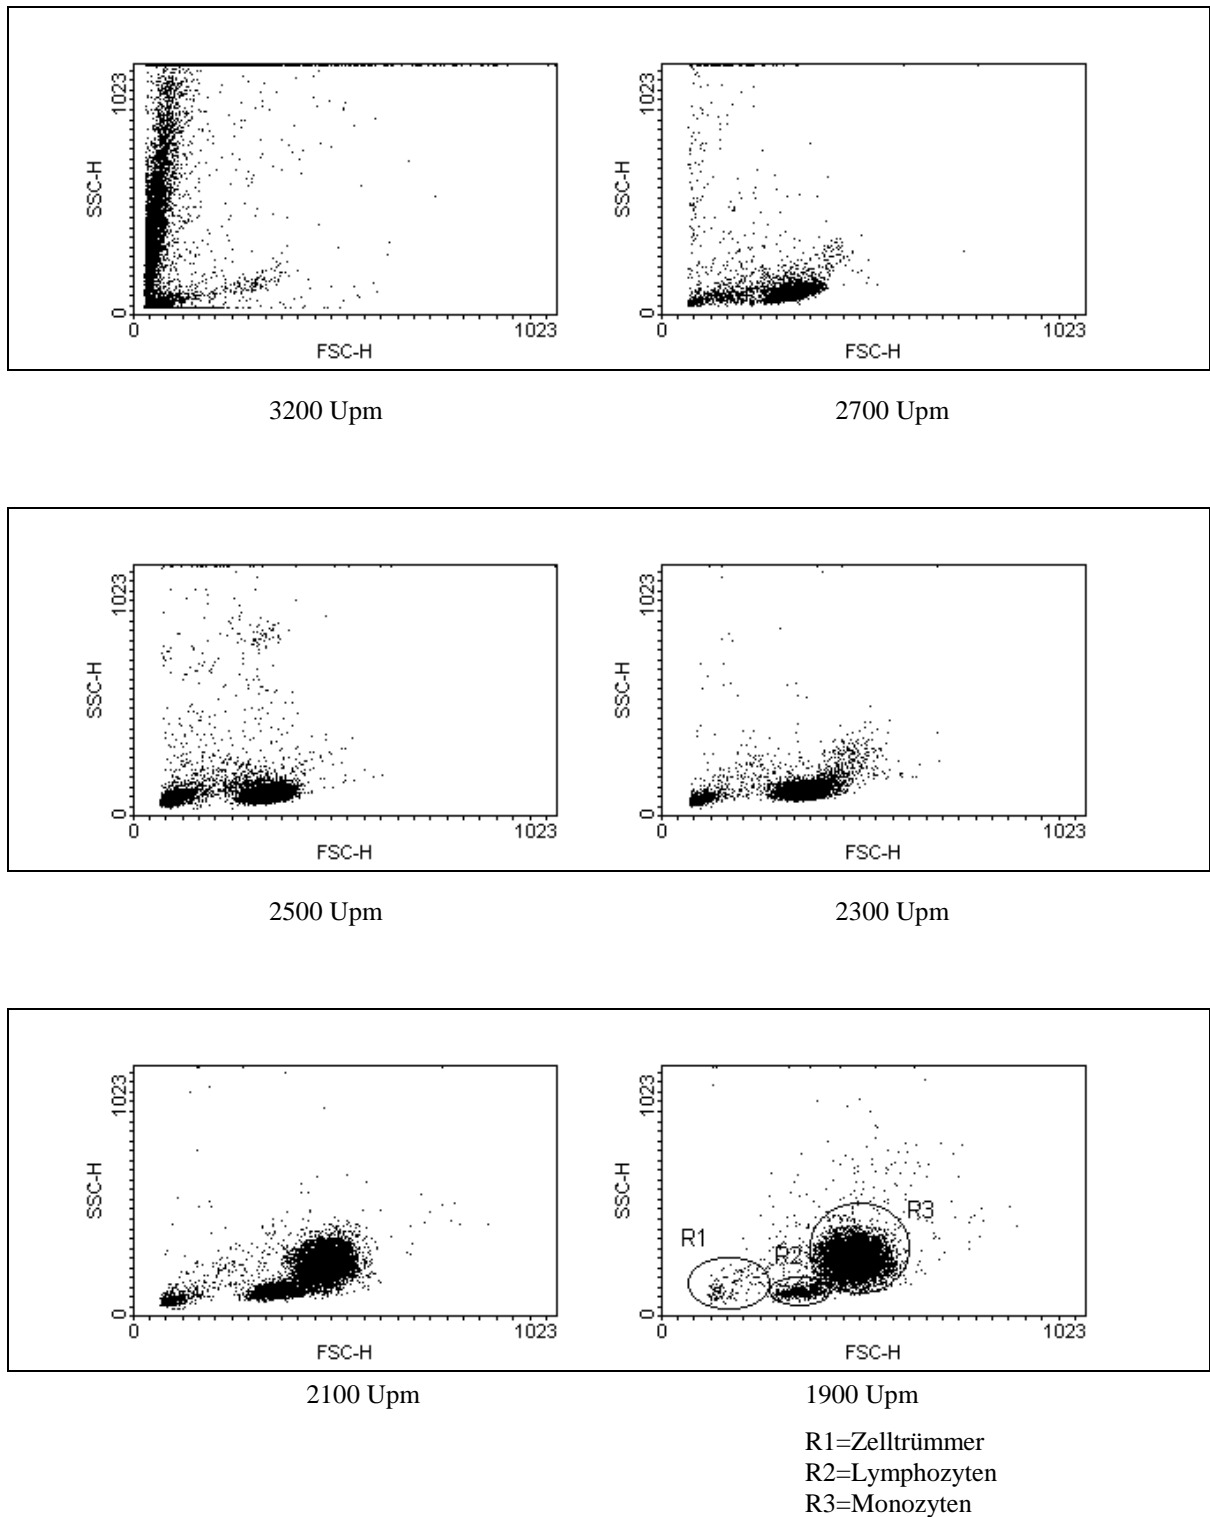 1023 1023
SSC-H SSC-H
0 0
0 1023 0 1023
FSC-H FSC-H
3200 Upm 2700 Upm
1023 1023
SSC-H SSC-H
0 0
0 1023 0 1023
FSC-H FSC-H
2500 Upm 2300 Upm
1023 1023
SSC-H SSC-H
R3
R1
R2
0 0
0 1023 0 1023
FSC-H FSC-H
2100 Upm 1900 Upm
R1=Zelltrümmer
R2=Lymphozyten
R3=Monozyten